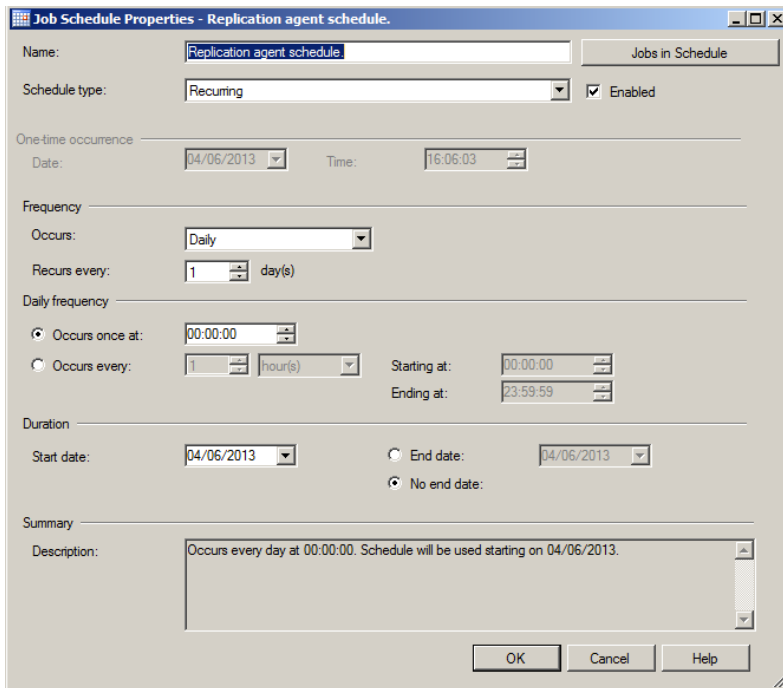 Job Schedule Properties - Replication agent schedule.
Name: Replication agent schedule. Jobs in Schedule
Schedule type: Recurring Enabled
One-time occurrence
Date: 04/06/2013 Time: 16:06:03
Frequency
Occurs: Daily
Recurs every: 1 day(s)
Daily frequency
Occurs once at: 00:00:00
Occurs every: 1 hour(s) Starting at: 00:00:00
Ending at: 23:59:59
Duration
Start date: 04/06/2013 End date: 04/06/2013
No end date:
Summary
Description: Occurs every day at 00:00:00. Schedule will be used starting on 04/06/2013.
OK Cancel Help